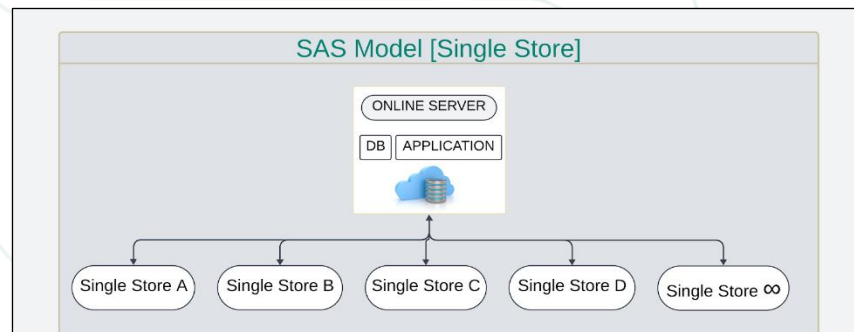 SAS Model [Single Store]
ONLINE SERVER
DB APPLICATION
Single Store A Single Store B Single Store C Single Store D Single Store ∞